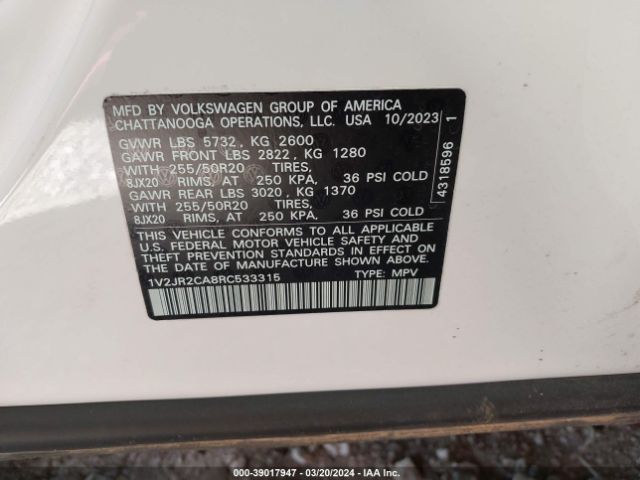 MFD BY VOLKSWAGEN GROUP OF AMERICA
CHATTANOOGA OPERATIONS, LLC. USA 10/2023
GVWR LBS 5732, KG 2600
GAWR FRONT LBS 2822, KG 1280
WITH 255/50R20 TIRES,
8JX20 RIMS, AT 250 KPA, 36 PSI COLD
GAWR REAR LBS 3020, KG 1370
WITH 255/50R20 TIRES,
8JX20 RIMS, AT 250 KPA, 36 PSI COLD
THIS VEHICLE CONFORMS TO ALL APPLICABLE
U.S. FEDERAL MOTOR VEHICLE SAFETY AND
THEFT PREVENTION STANDARDS IN EFFECT ON THE
DATE OF MANUFACTURE SHOWN ABOVE.
1V2JR2CA8RC533315 TYPE: MPV
4318596 1
000-39017947 - 03/20/2024 - IAA Inc.